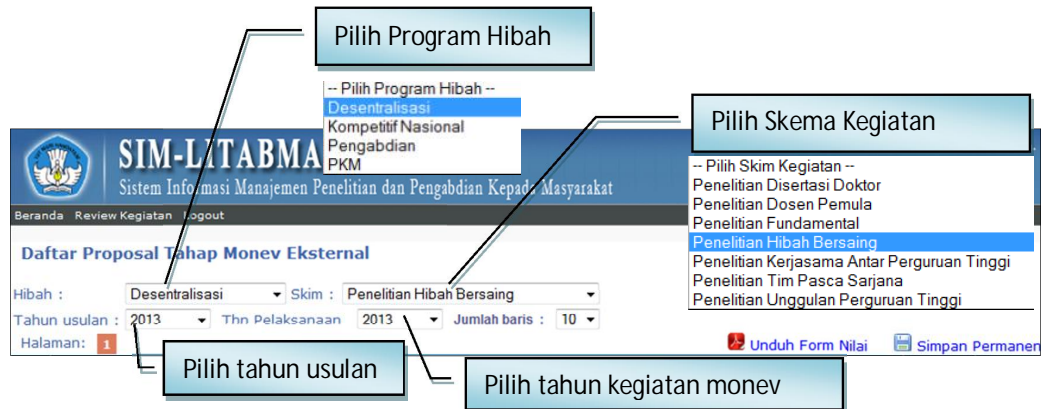 Pilih Program Hibah
-- Pilih Program Hibah --
Desentralisasi
Kompetitif Nasional
Pengabdian
PKM
Pilih Skema Kegiatan
-- Pilih Skim Kegiatan --
Penelitian Disertasi Doktor
Penelitian Dosen Pemula
Penelitian Fundamental
Penelitian Hibah Bersaing
Penelitian Kerjasama Antar Perguruan Tinggi
Penelitian Tim Pasca Sarjana
Penelitian Unggulan Perguruan Tinggi
SIM-LITABMA
Sistem Informasi Manajemen Penelitian dan Pengabdian Kepada Masyarakat
Beranda Review Kegiatan Logout
Daftar Proposal Tahap Monev Eksternal
Hibah : Desentralisasi Skim : Penelitian Hibah Bersaing
Tahun usulan : 2013 Thn Pelaksanaan 2013 Jumlah baris : 10
Halaman: 1 Unduh Form Nilai Simpan Permanen
Pilih tahun usulan
Pilih tahun kegiatan monev